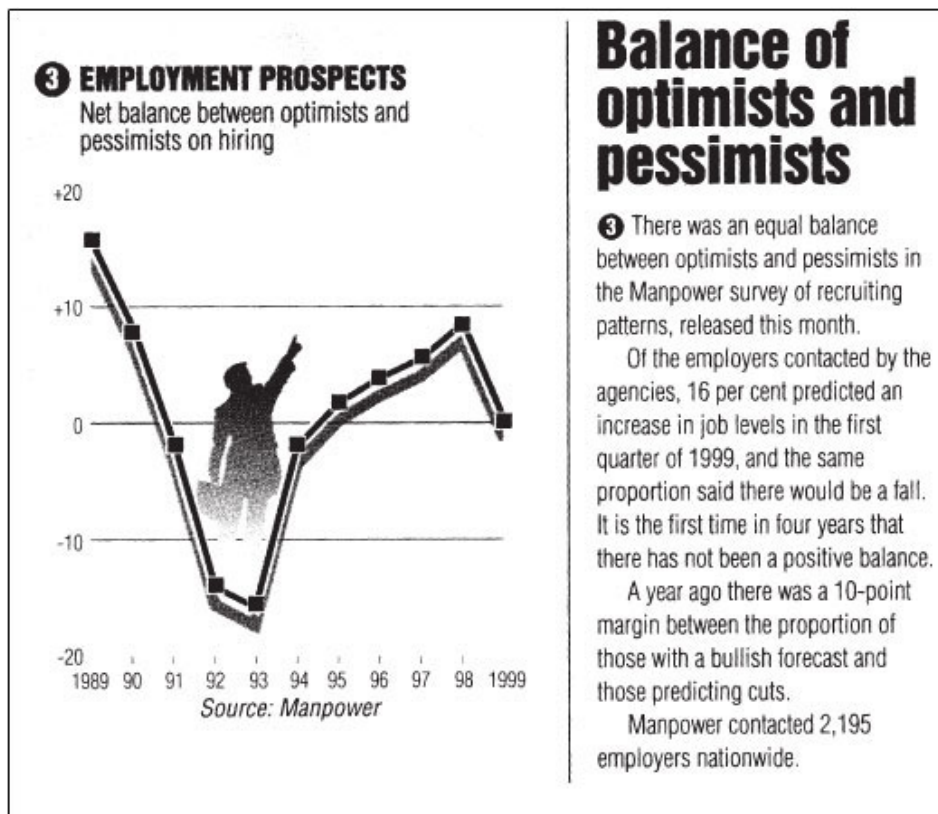 ❸ EMPLOYMENT PROSPECTS
Net balance between optimists and
pessimists on hiring
+20
+10
0
-10
-20
1989 90 91 92 93 94 95 96 97 98 1999
Source: Manpower
Balance of
optimists and
pessimists
❸ There was an equal balance
between optimists and pessimists in
the Manpower survey of recruiting
patterns, released this month.
Of the employers contacted by the
agencies, 16 per cent predicted an
increase in job levels in the first
quarter of 1999, and the same
proportion said there would be a fall.
It is the first time in four years that
there has not been a positive balance.
A year ago there was a 10-point
margin between the proportion of
those with a bullish forecast and
those predicting cuts.
Manpower contacted 2,195
employers nationwide.